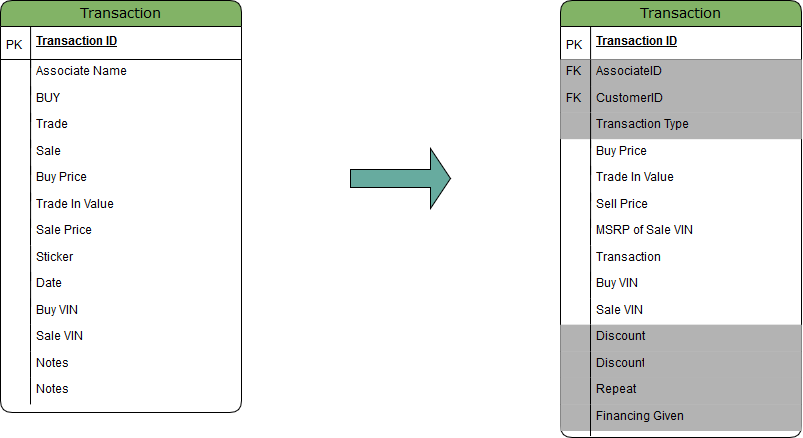 Transaction
PK Transaction ID
Associate Name
BUY
Trade
Sale
Buy Price
Trade In Value
Sale Price
Sticker
Date
Buy VIN
Sale VIN
Notes
Notes
Transaction
PK Transaction ID
FK AssociateID
FK CustomerID
Transaction Type
Buy Price
Trade In Value
Sell Price
MSRP of Sale VIN
Transaction
Buy VIN
Sale VIN
Discount
Discount
Repeat
Financing Given